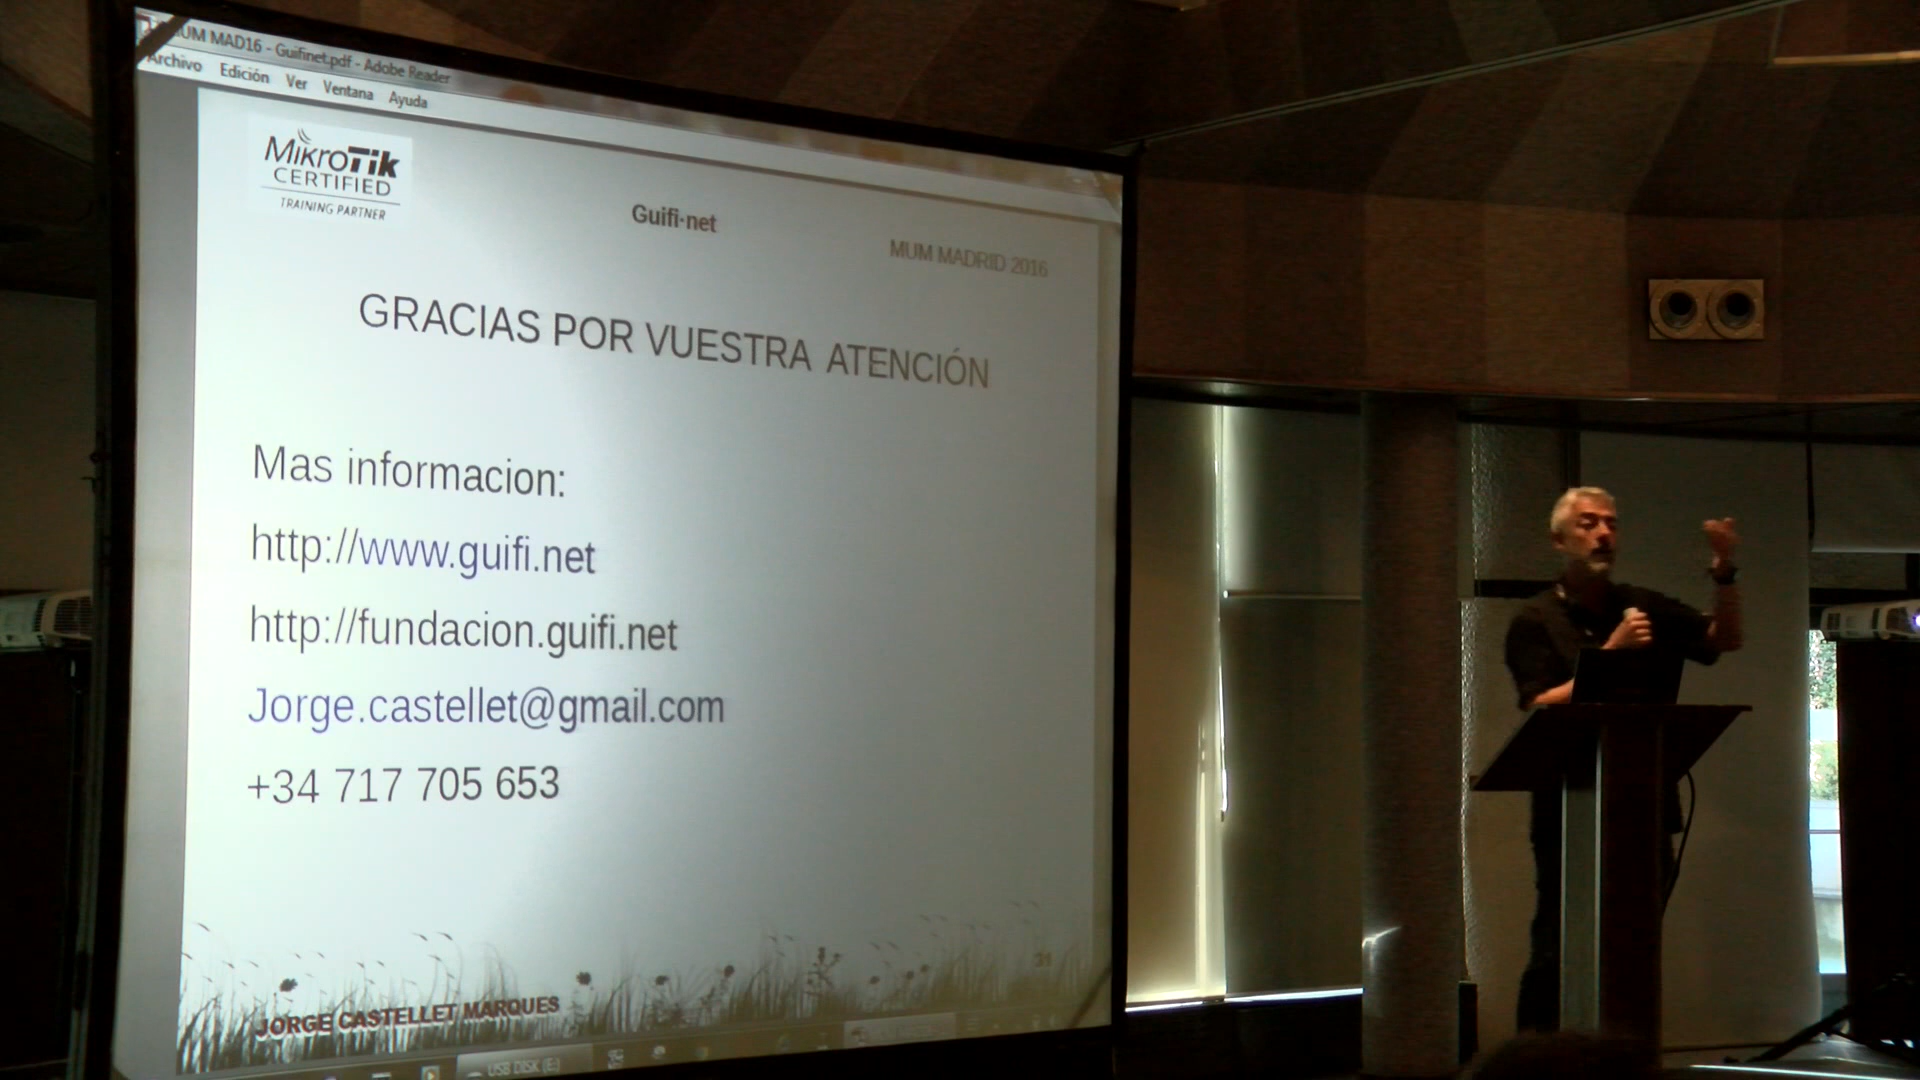 MUM MAD16 - Guifinet.pdf - Adobe Reader
Archivo Edición Ver Ventana Ayuda
MikroTik
CERTIFIED
TRAINING PARTNER
Guifi·net
MUM MADRID 2016
GRACIAS POR VUESTRA ATENCIÓN
Mas informacion:
http://www.guifi.net
http://fundacion.guifi.net
Jorge.castellet@gmail.com
+34 717 705 653
31
JORGE CASTELLET MARQUES
USB DISK (E:)